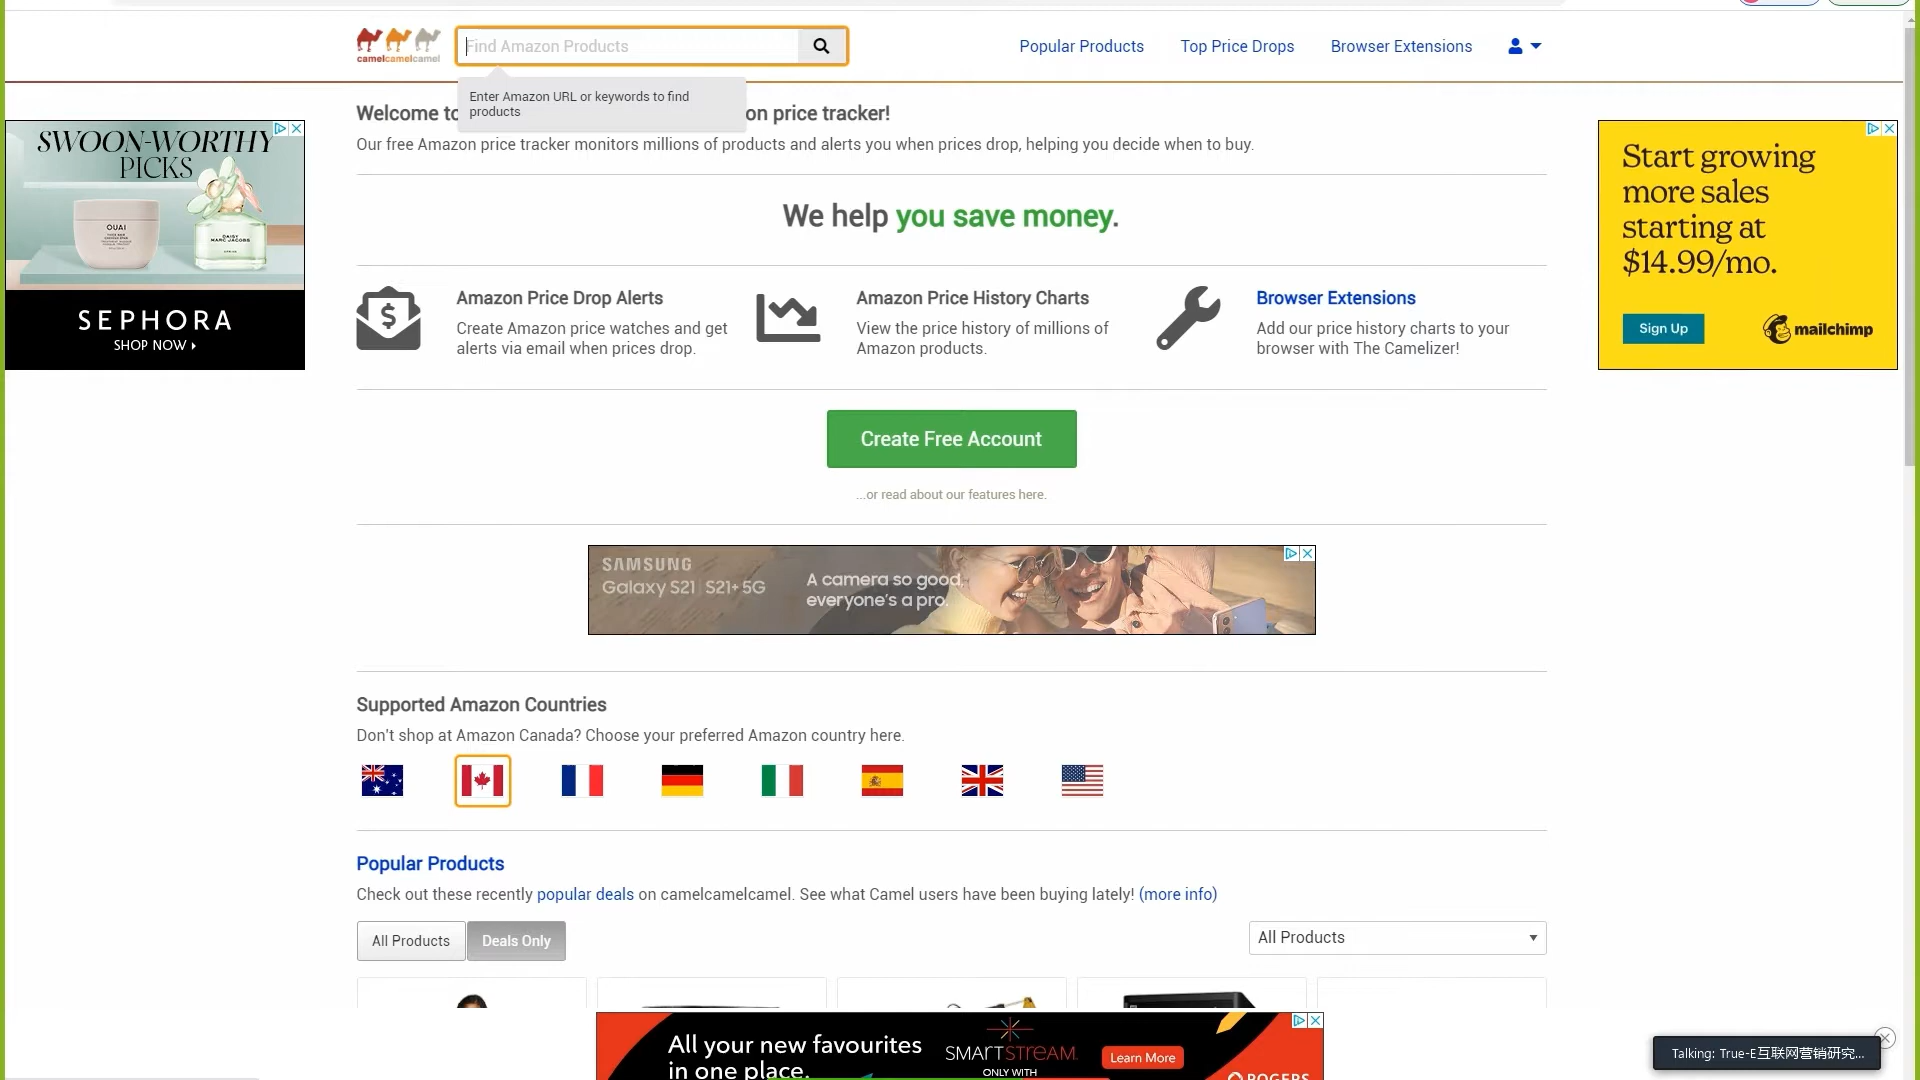 camelcamelcamel
Find Amazon Products
Popular Products
Top Price Drops
Browser Extensions
Enter Amazon URL or keywords to find
products
Welcome to
on price tracker!
Our free Amazon price tracker monitors millions of products and alerts you when prices drop, helping you decide when to buy.
SWOON-WORTHY
PICKS
OUAI
DAISY
MARC JACOBS
SEPHORA
SHOP NOW
Start growing
more sales
starting at
$14.99/mo.
Sign Up
mailchimp
We help you save money.
Amazon Price Drop Alerts
Create Amazon price watches and get
alerts via email when prices drop.
Amazon Price History Charts
View the price history of millions of
Amazon products.
Browser Extensions
Add our price history charts to your
browser with The Camelizer!
Create Free Account
...or read about our features here.
SAMSUNG
Galaxy S21 | S21+ 5G
A camera so good,
everyone's a pro.
Supported Amazon Countries
Don't shop at Amazon Canada? Choose your preferred Amazon country here.
Popular Products
Check out these recently popular deals on camelcamelcamel. See what Camel users have been buying lately! (more info)
All Products
Deals Only
All Products
All your new favourites
in one place.
SMARTSTREAM
ONLY WITH
Learn More
ROGERS
Talking: True-E互联网营销研究...